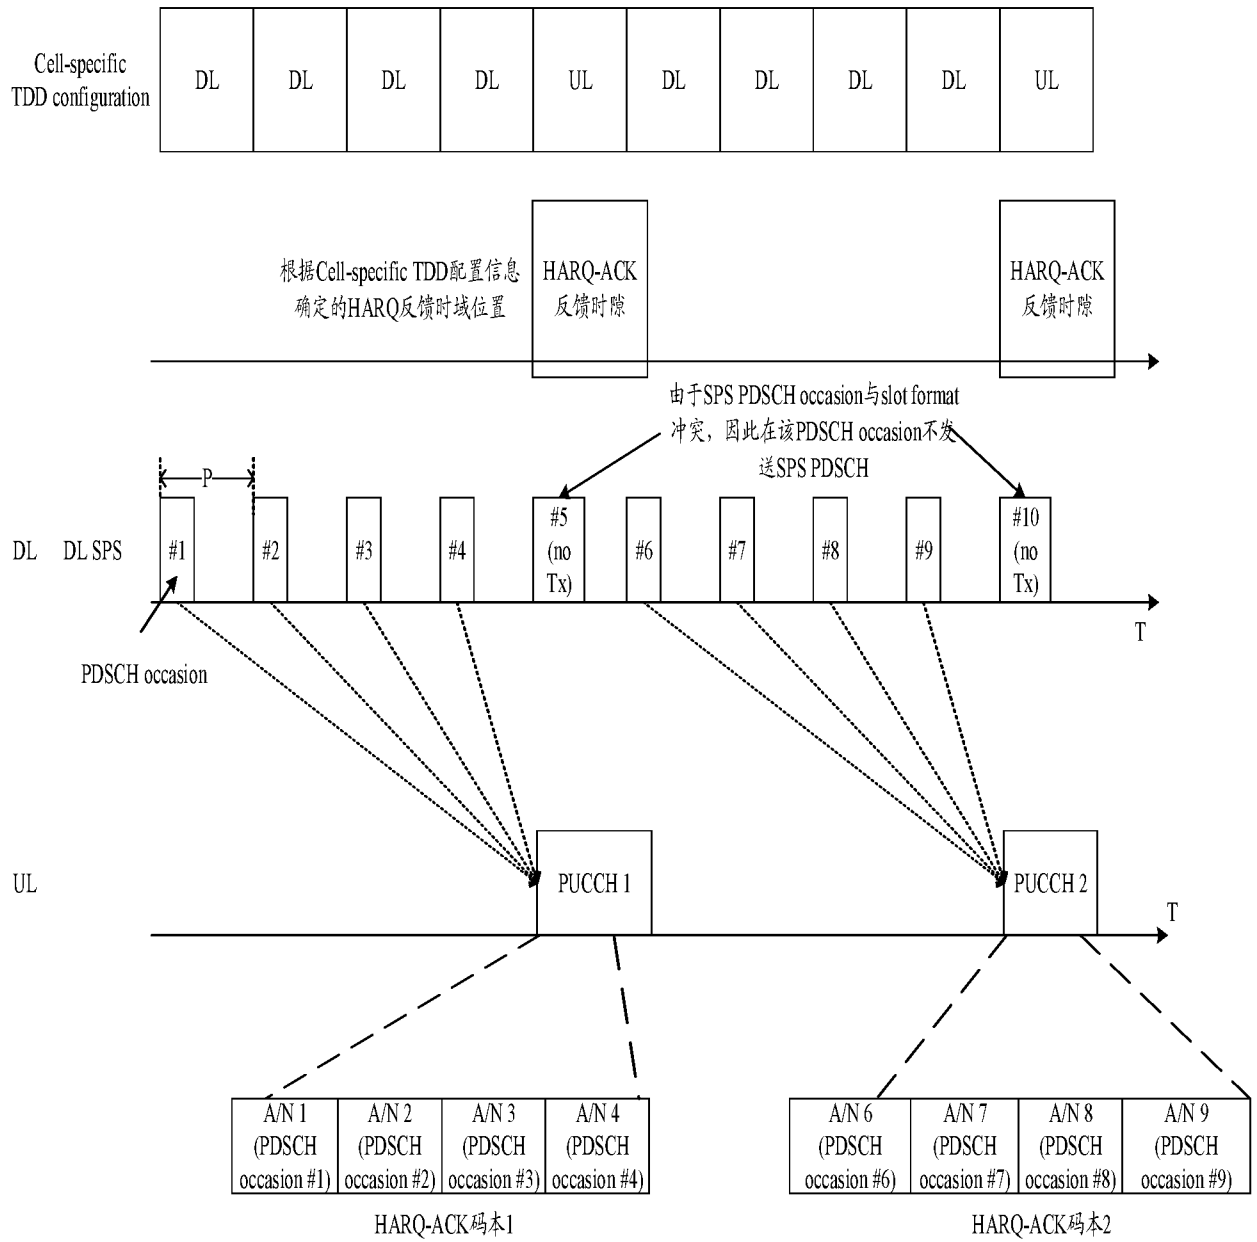 Cell-specific
TDD configuration
DL DL DL DL UL DL DL DL DL UL
根据Cell-specific TDD配置信息
确定的HARQ反馈时域位置
HARQ-ACK
反馈时隙
HARQ-ACK
反馈时隙
由于SPS PDSCH occasion与slot format
冲突，因此在该PDSCH occasion不发
送SPS PDSCH
P
DL DL SPS
#1 #2 #3 #4
#5
(no
Tx)
#6 #7 #8 #9
#10
(no
Tx)
T
PDSCH occasion
UL
PUCCH 1
PUCCH 2
T
A/N 1
(PDSCH
occasion #1)
A/N 2
(PDSCH
occasion #2)
A/N 3
(PDSCH
occasion #3)
A/N 4
(PDSCH
occasion #4)
A/N 6
(PDSCH
occasion #6)
A/N 7
(PDSCH
occasion #7)
A/N 8
(PDSCH
occasion #8)
A/N 9
(PDSCH
occasion #9)
HARQ-ACK码本1
HARQ-ACK码本2